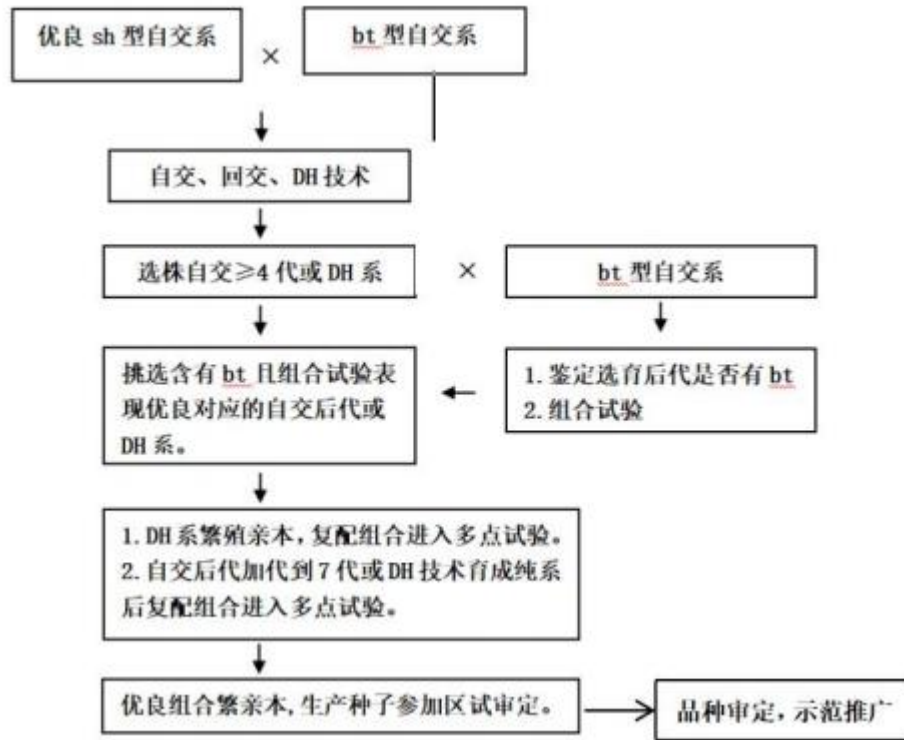 优良 sh 型自交系
×
bt 型自交系
自交、回交、DH 技术
选株自交≥4 代或 DH 系
×
bt 型自交系
挑选含有 bt 且组合试验表
现优良对应的自交后代或
DH 系。
1.鉴定选育后代是否有 bt
2.组合试验
1.DH 系繁殖亲本，复配组合进入多点试验。
2.自交后代加代到 7 代或 DH 技术育成纯系
后复配组合进入多点试验。
优良组合繁亲本,生产种子参加区试审定。
品种审定，示范推广